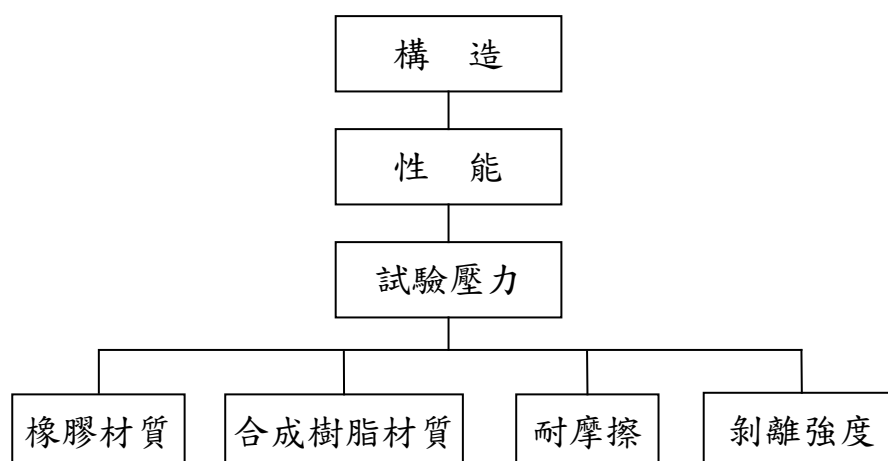 構　造
性　能
試驗壓力
橡膠材質
合成樹脂材質
耐摩擦
剝離強度